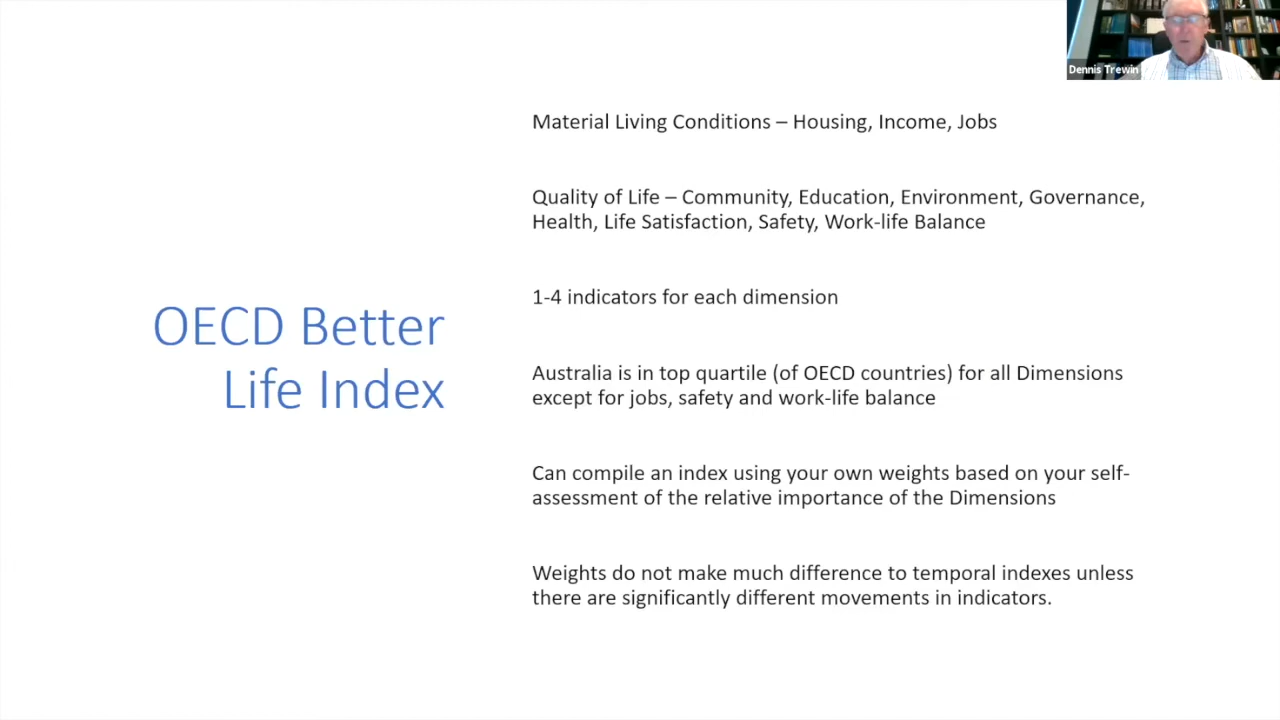 Dennis Trewin
Material Living Conditions – Housing, Income, Jobs
Quality of Life – Community, Education, Environment, Governance,
Health, Life Satisfaction, Safety, Work-life Balance
1-4 indicators for each dimension
OECD Better
Life Index
Australia is in top quartile (of OECD countries) for all Dimensions
except for jobs, safety and work-life balance
Can compile an index using your own weights based on your self-
assessment of the relative importance of the Dimensions
Weights do not make much difference to temporal indexes unless
there are significantly different movements in indicators.